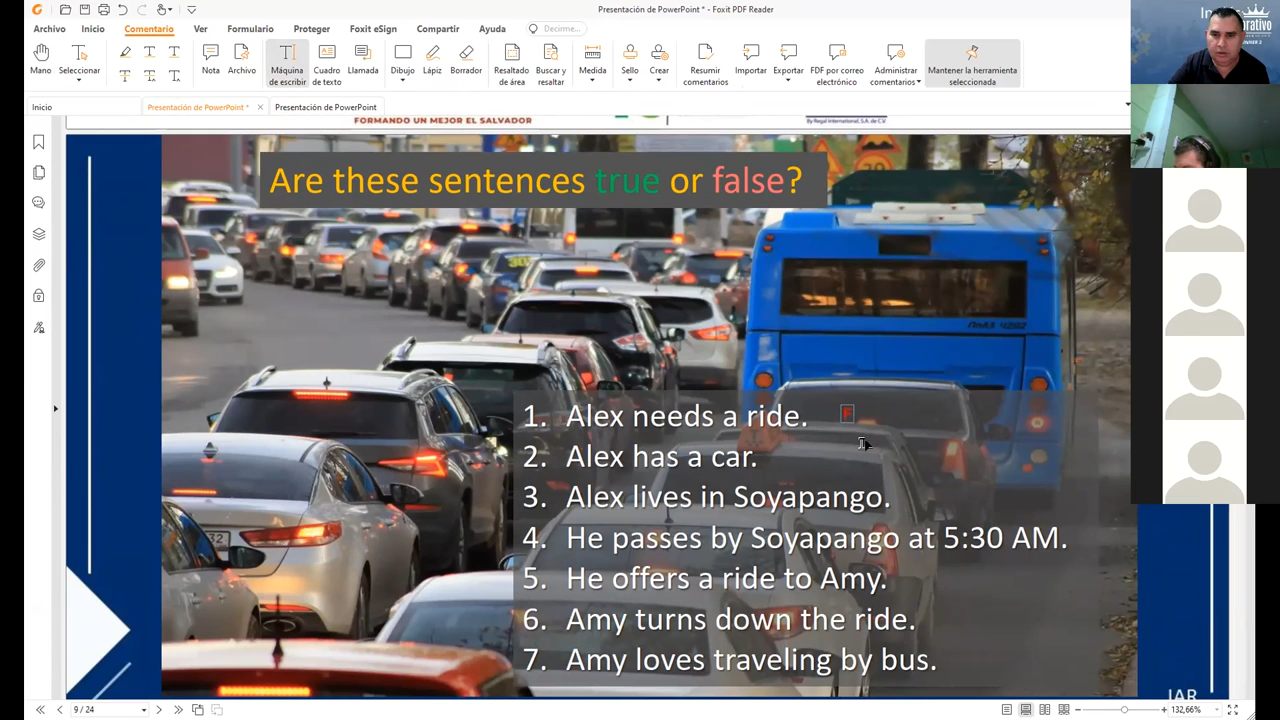 Presentación de PowerPoint * - Foxit PDF Reader
Archivo Inicio Comentario Ver Formulario Proteger Foxit eSign Compartir Ayuda Decirme...
Mano Seleccionar Nota Archivo Máquina de escribir Cuadro de texto Llamada Dibujo Lápiz Borrador Resaltado de área Buscar y resaltar Medida Sello Crear Resumir comentarios Importar Exportar PDF por correo electrónico Administrar comentarios Mantener la herramienta seleccionada
Inicio Presentación de PowerPoint * Presentación de PowerPoint
FORMANDO UN MEJOR EL SALVADOR
By Regal International, S.A. de C.V.
Are these sentences true or false?
1. Alex needs a ride. F
2. Alex has a car.
3. Alex lives in Soyapango.
4. He passes by Soyapango at 5:30 AM.
5. He offers a ride to Amy.
6. Amy turns down the ride.
7. Amy loves traveling by bus.
9 / 24
132,66%